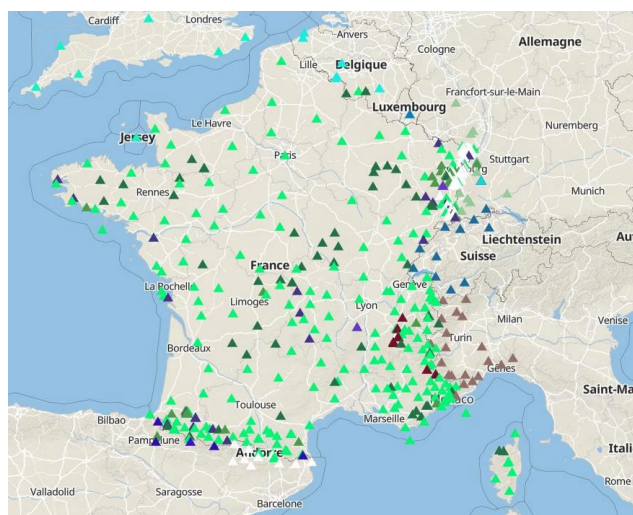 Cardiff
Londres
Anvers
Cologne
Allemagne
Lille
Belgique
Francfort-sur-le-Main
Luxembourg
Le Havre
Nuremberg
Jersey
Paris
Stuttgart
Rennes
Munich
Liechtenstein
Au
Suisse
France
La Rochelle
Genève
Limoges
Lyon
Milan
Venise
Turin
Bordeaux
Gênes
Saint-Ma
Toulouse
Marseille
Bilbao
Andorre
Itali
Valladolid
Saragosse
Rome
Barcelone